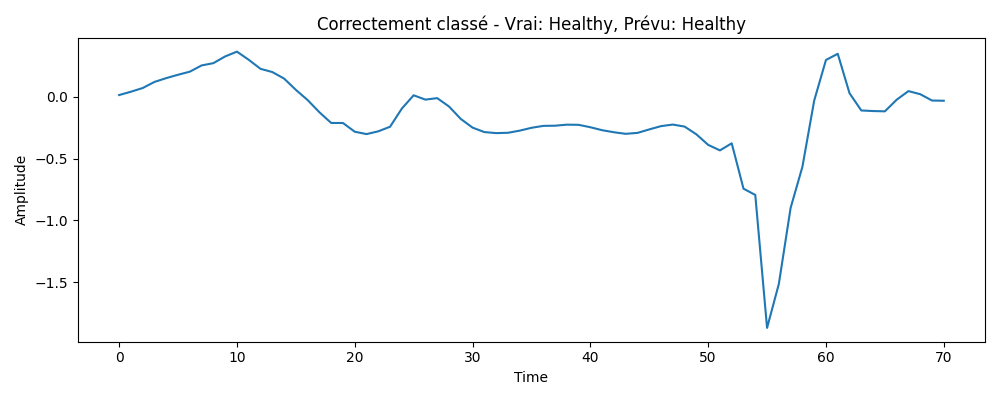 Correctement classé - Vrai: Healthy, Prévu: Healthy
Amplitude
0.0
−0.5
−1.0
−1.5
0 10 20 30 40 50 60 70
Time